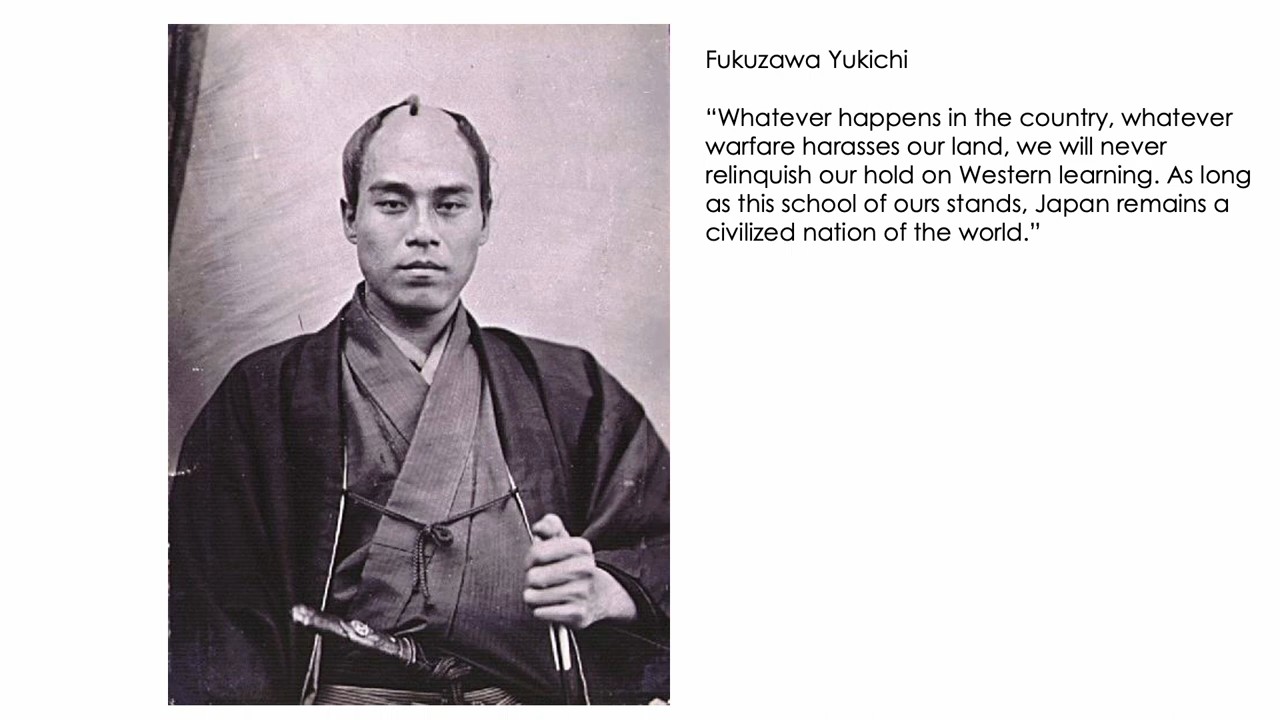 Fukuzawa Yukichi
“Whatever happens in the country, whatever
warfare harasses our land, we will never
relinquish our hold on Western learning. As long
as this school of ours stands, Japan remains a
civilized nation of the world.”